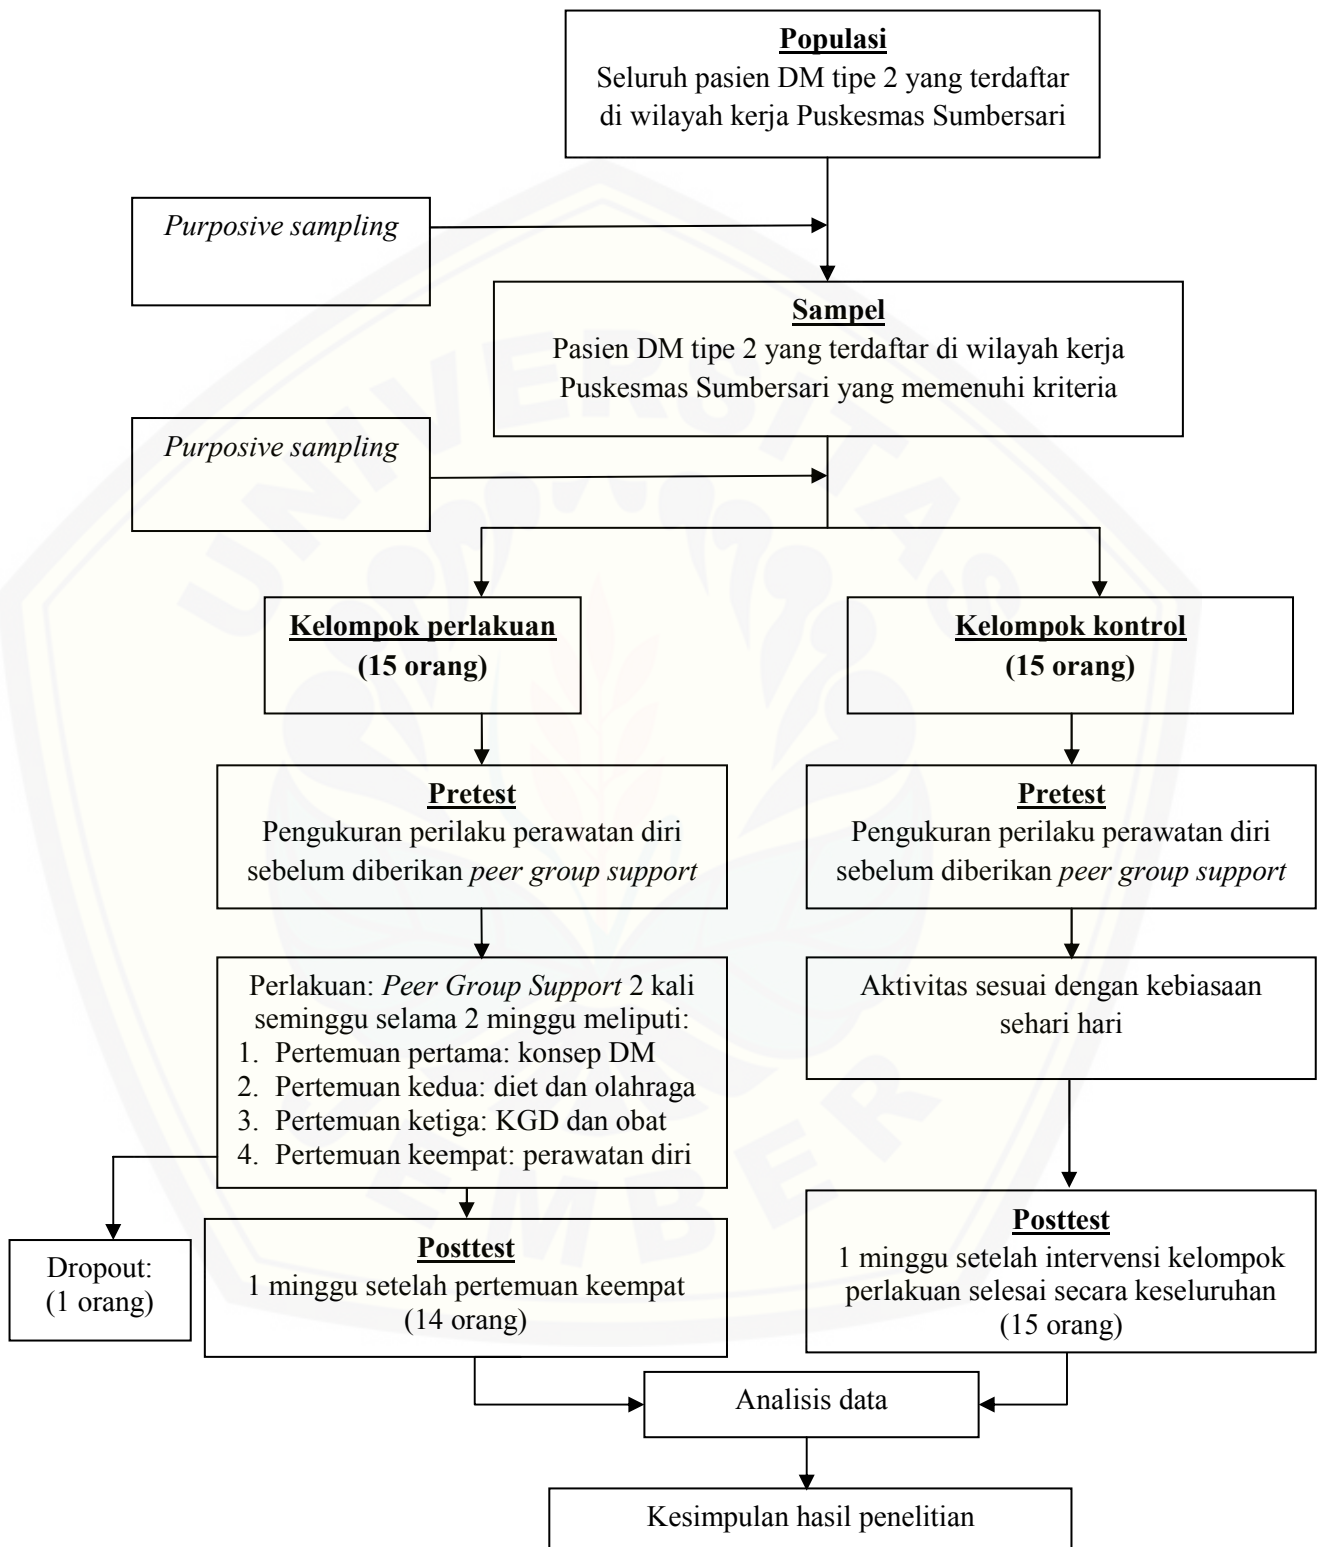 Populasi
Seluruh pasien DM tipe 2 yang terdaftar
di wilayah kerja Puskesmas Sumbersari
Purposive sampling
Sampel
Pasien DM tipe 2 yang terdaftar di wilayah kerja
Puskesmas Sumbersari yang memenuhi kriteria
Purposive sampling
Kelompok perlakuan
(15 orang)
Kelompok kontrol
(15 orang)
Pretest
Pengukuran perilaku perawatan diri
sebelum diberikan peer group support
Pretest
Pengukuran perilaku perawatan diri
sebelum diberikan peer group support
Perlakuan: Peer Group Support 2 kali
seminggu selama 2 minggu meliputi:
1. Pertemuan pertama: konsep DM
2. Pertemuan kedua: diet dan olahraga
3. Pertemuan ketiga: KGD dan obat
4. Pertemuan keempat: perawatan diri
Aktivitas sesuai dengan kebiasaan
sehari hari
Dropout:
(1 orang)
Posttest
1 minggu setelah pertemuan keempat
(14 orang)
Posttest
1 minggu setelah intervensi kelompok
perlakuan selesai secara keseluruhan
(15 orang)
Analisis data
Kesimpulan hasil penelitian
UNIVERSITAS
JEMBER